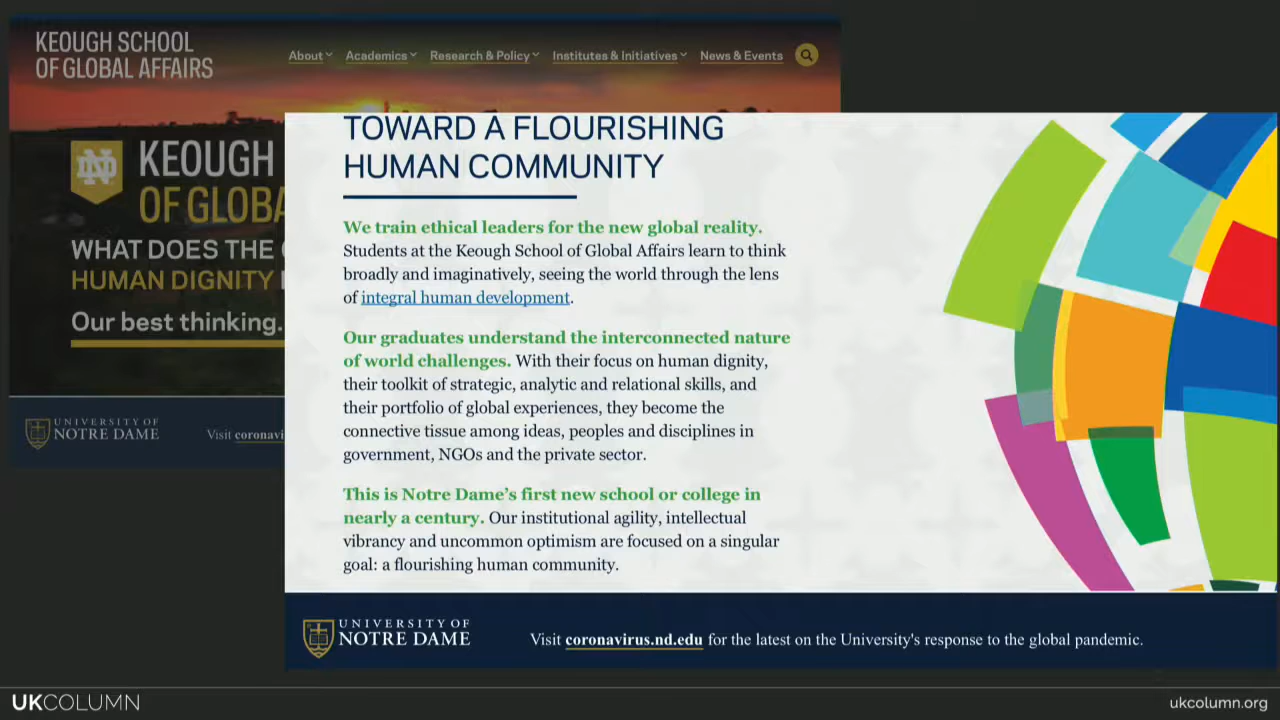 KEOUGH SCHOOL
OF GLOBAL AFFAIRS
About
Academics
Research & Policy
Institutes & Initiatives
News & Events
ND
KEOUGH
OF GLOBA
WHAT DOES THE
HUMAN DIGNITY
Our best thinking.
UNIVERSITY OF
NOTRE DAME
Visit coronavi
TOWARD A FLOURISHING
HUMAN COMMUNITY
We train ethical leaders for the new global reality.
Students at the Keough School of Global Affairs learn to think
broadly and imaginatively, seeing the world through the lens
of integral human development.
Our graduates understand the interconnected nature
of world challenges. With their focus on human dignity,
their toolkit of strategic, analytic and relational skills, and
their portfolio of global experiences, they become the
connective tissue among ideas, peoples and disciplines in
government, NGOs and the private sector.
This is Notre Dame's first new school or college in
nearly a century. Our institutional agility, intellectual
vibrancy and uncommon optimism are focused on a singular
goal: a flourishing human community.
UNIVERSITY OF
NOTRE DAME
Visit coronavirus.nd.edu for the latest on the University's response to the global pandemic.
UKCOLUMN
ukcolumn.org